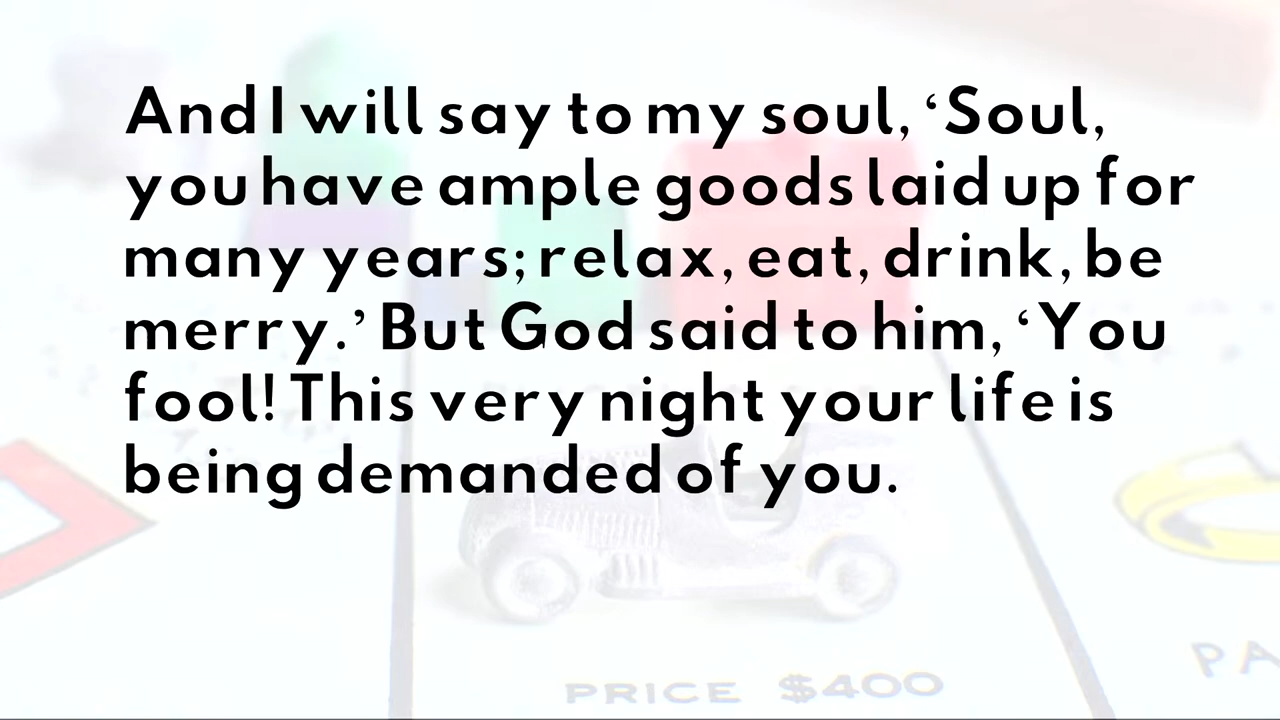 And I will say to my soul, ‘Soul,
you have ample goods laid up for
many years; relax, eat, drink, be
merry.’ But God said to him, ‘You
fool! This very night your life is
being demanded of you.
PRICE $400
PA